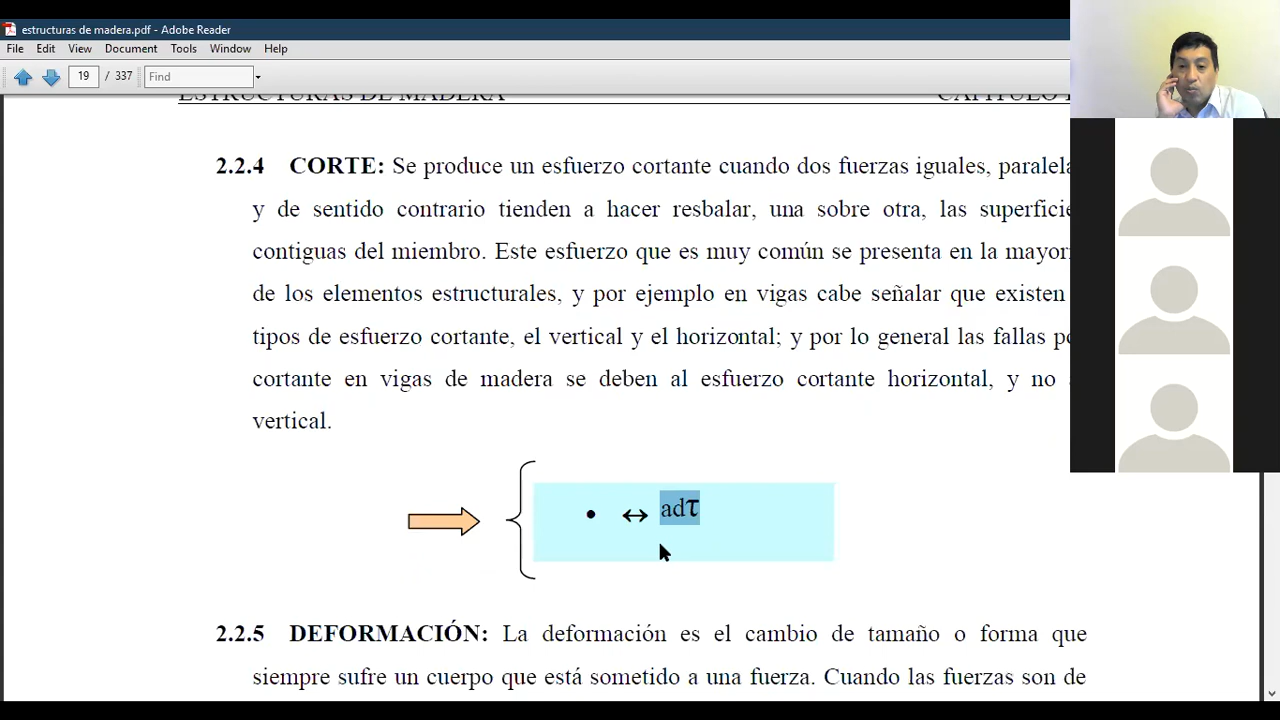 estructuras de madera.pdf - Adobe Reader
File Edit View Document Tools Window Help
19 / 337 Find
ESTRUCTURAS DE MADERA
2.2.4 CORTE: Se produce un esfuerzo cortante cuando dos fuerzas iguales, paralela
y de sentido contrario tienden a hacer resbalar, una sobre otra, las superficie
contiguas del miembro. Este esfuerzo que es muy común se presenta en la mayor
de los elementos estructurales, y por ejemplo en vigas cabe señalar que existen
tipos de esfuerzo cortante, el vertical y el horizontal; y por lo general las fallas p
cortante en vigas de madera se deben al esfuerzo cortante horizontal, y no
vertical.
• ↔ adτ
2.2.5 DEFORMACIÓN: La deformación es el cambio de tamaño o forma que
siempre sufre un cuerpo que está sometido a una fuerza. Cuando las fuerzas son de